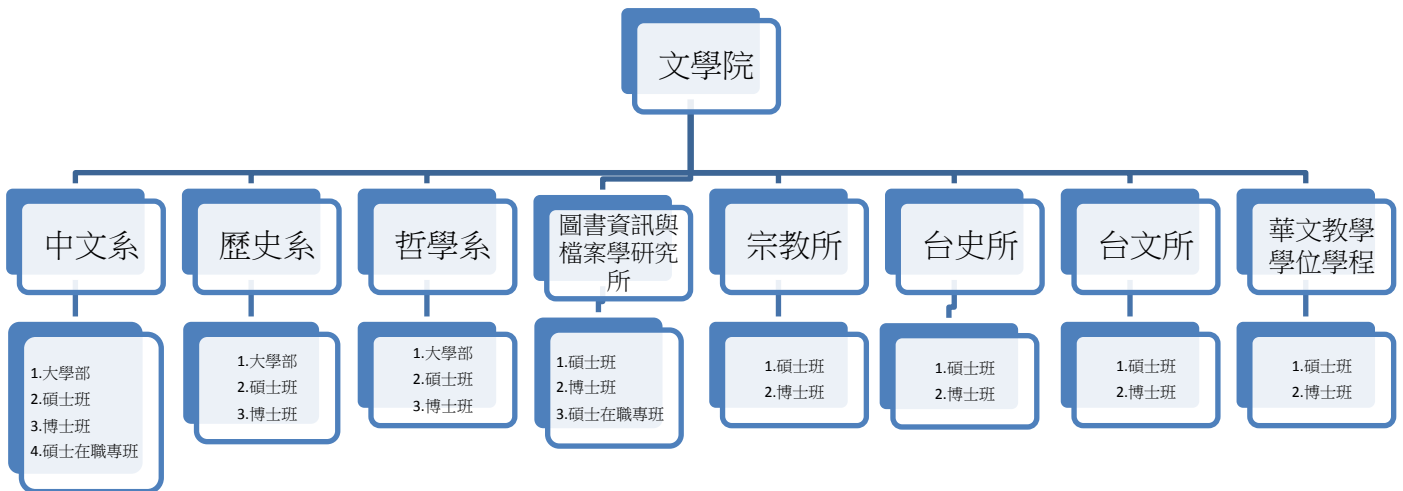 文學院
中文系
歷史系
哲學系
圖書資訊與
檔案學研究
所
宗教所
台史所
台文所
華文教學
學位學程
1.大學部
2.碩士班
3.博士班
4.碩士在職專班
1.大學部
2.碩士班
3.博士班
1.大學部
2.碩士班
3.博士班
1.碩士班
2.博士班
3.碩士在職專班
1.碩士班
2.博士班
1.碩士班
2.博士班
1.碩士班
2.博士班
1.碩士班
2.博士班